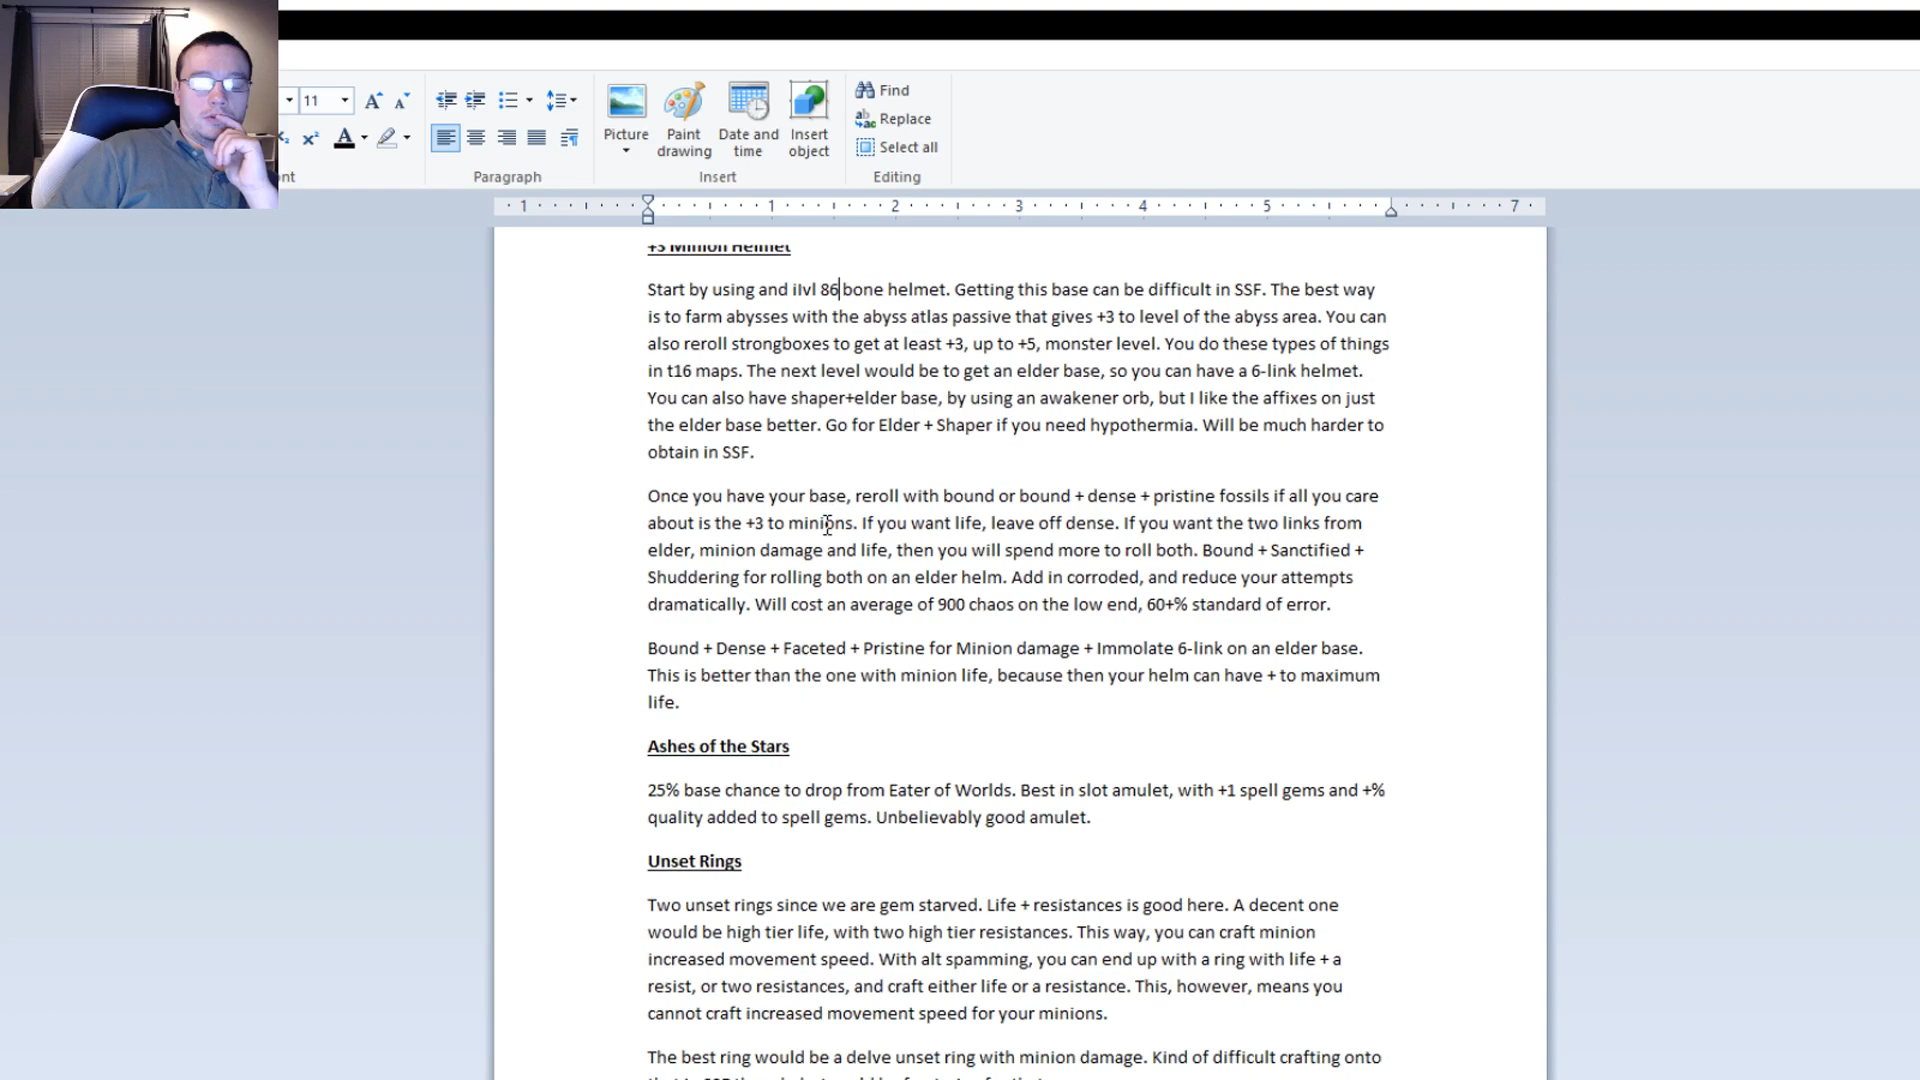 11
Find
Replace
Select all
Picture
Paint drawing
Date and time
Insert object
nt
Paragraph
Insert
Editing
1 1 2 3 4 5 7
+3 Minion Helmet
Start by using and ilvl 86 bone helmet. Getting this base can be difficult in SSF. The best way
is to farm abysses with the abyss atlas passive that gives +3 to level of the abyss area. You can
also reroll strongboxes to get at least +3, up to +5, monster level. You do these types of things
in t16 maps. The next level would be to get an elder base, so you can have a 6-link helmet.
You can also have shaper+elder base, by using an awakener orb, but I like the affixes on just
the elder base better. Go for Elder + Shaper if you need hypothermia. Will be much harder to
obtain in SSF.
Once you have your base, reroll with bound or bound + dense + pristine fossils if all you care
about is the +3 to minions. If you want life, leave off dense. If you want the two links from
elder, minion damage and life, then you will spend more to roll both. Bound + Sanctified +
Shuddering for rolling both on an elder helm. Add in corroded, and reduce your attempts
dramatically. Will cost an average of 900 chaos on the low end, 60+% standard of error.
Bound + Dense + Faceted + Pristine for Minion damage + Immolate 6-link on an elder base.
This is better than the one with minion life, because then your helm can have + to maximum
life.
Ashes of the Stars
25% base chance to drop from Eater of Worlds. Best in slot amulet, with +1 spell gems and +%
quality added to spell gems. Unbelievably good amulet.
Unset Rings
Two unset rings since we are gem starved. Life + resistances is good here. A decent one
would be high tier life, with two high tier resistances. This way, you can craft minion
increased movement speed. With alt spamming, you can end up with a ring with life + a
resist, or two resistances, and craft either life or a resistance. This, however, means you
cannot craft increased movement speed for your minions.
The best ring would be a delve unset ring with minion damage. Kind of difficult crafting onto